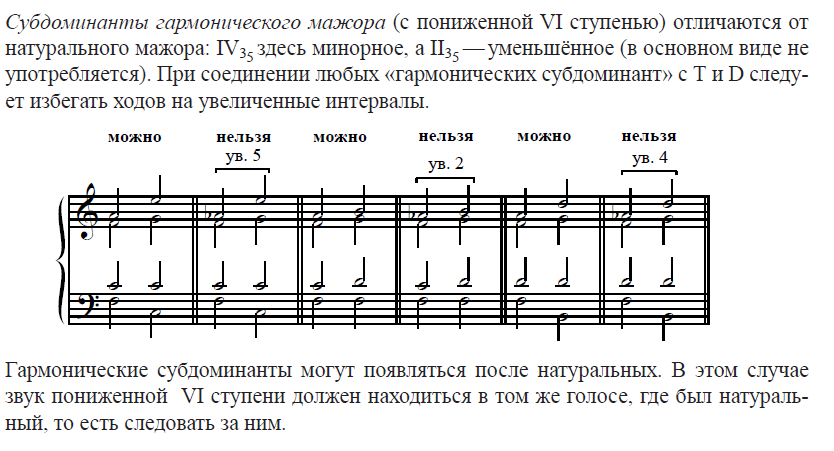 Субдоминанты гармонического мажора (с пониженной VI ступенью) отличаются от
натурального мажора: IV35 здесь минорное, а II35 — уменьшённое (в основном виде не
употребляется). При соединении любых «гармонических субдоминант» с T и D следу-
ет избегать ходов на увеличенные интервалы.
можно нельзя можно нельзя можно нельзя
ув. 5 ув. 2 ув. 4
Гармонические субдоминанты могут появляться после натуральных. В этом случае
звук пониженной VI ступени должен находиться в том же голосе, где был натураль-
ный, то есть следовать за ним.